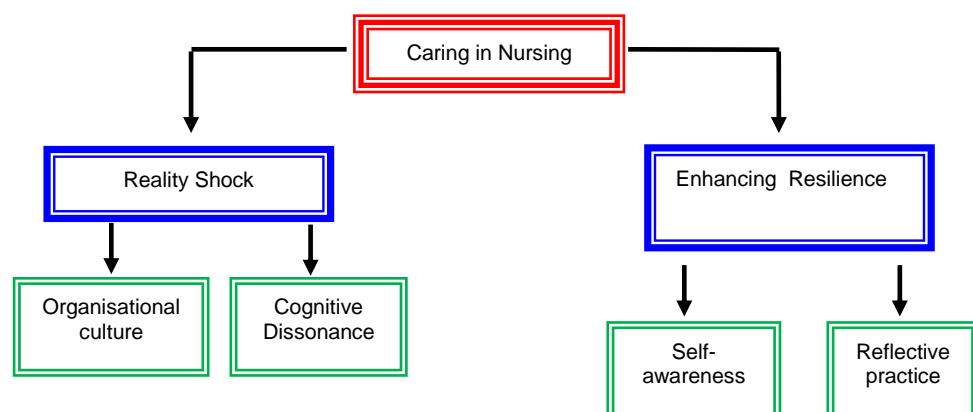 Caring in Nursing
Reality Shock
Enhancing Resilience
Organisational
culture
Cognitive
Dissonance
Self-
awareness
Reflective
practice